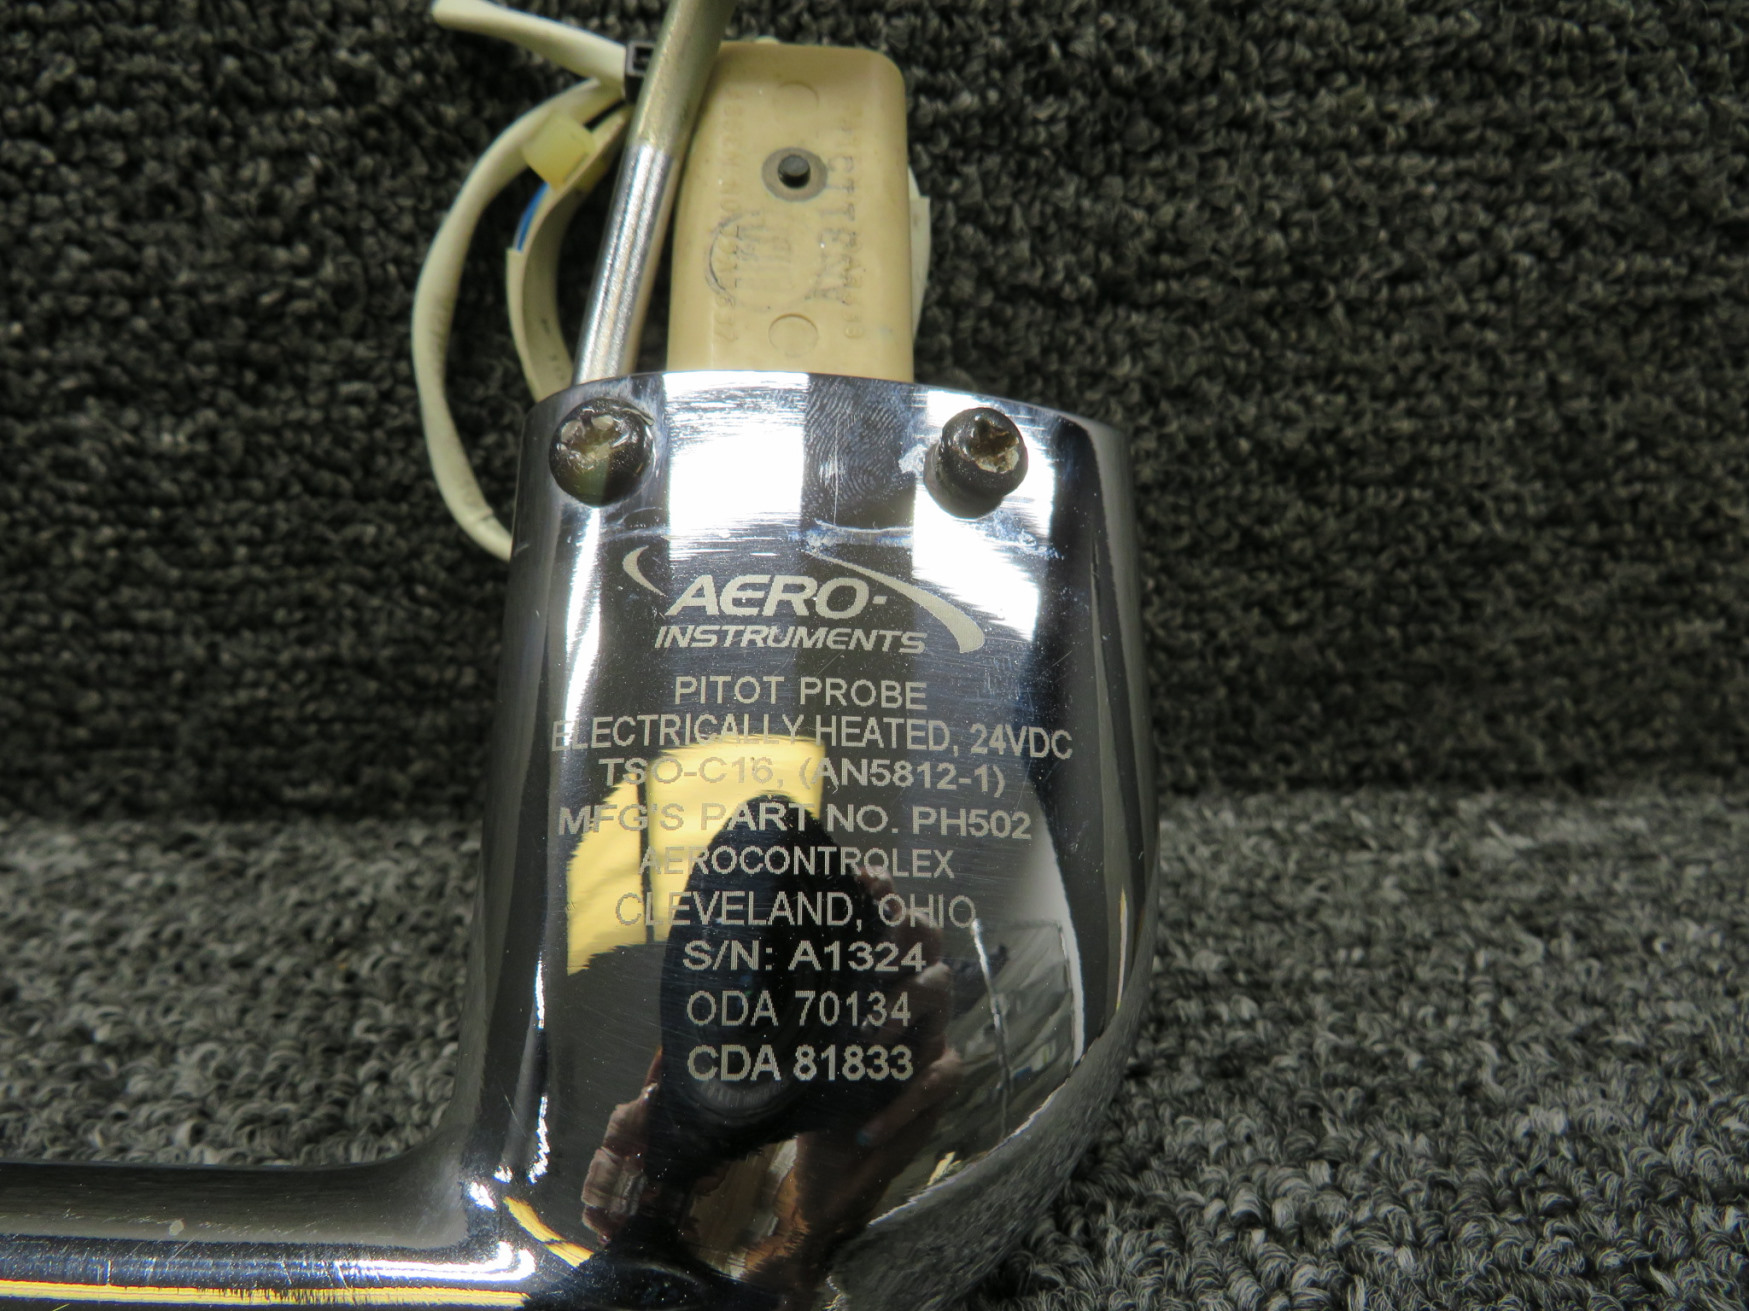 AN3115
AERO-
INSTRUMENTS
PITOT PROBE
ELECTRICALLY HEATED, 24VDC
TSO-C16, (AN5812-1)
MFG'S PART NO. PH502
AEROCONTROLEX
CLEVELAND, OHIO
S/N: A1324
ODA 70134
CDA 81833